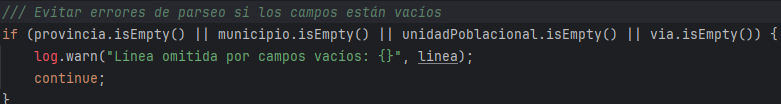 /// Evitar errores de parseo si los campos están vacíos
if (provincia.isEmpty() || municipio.isEmpty() || unidadPoblacional.isEmpty() || via.isEmpty()) {
log.warn("Línea omitida por campos vacíos: {}", linea);
continue;
}